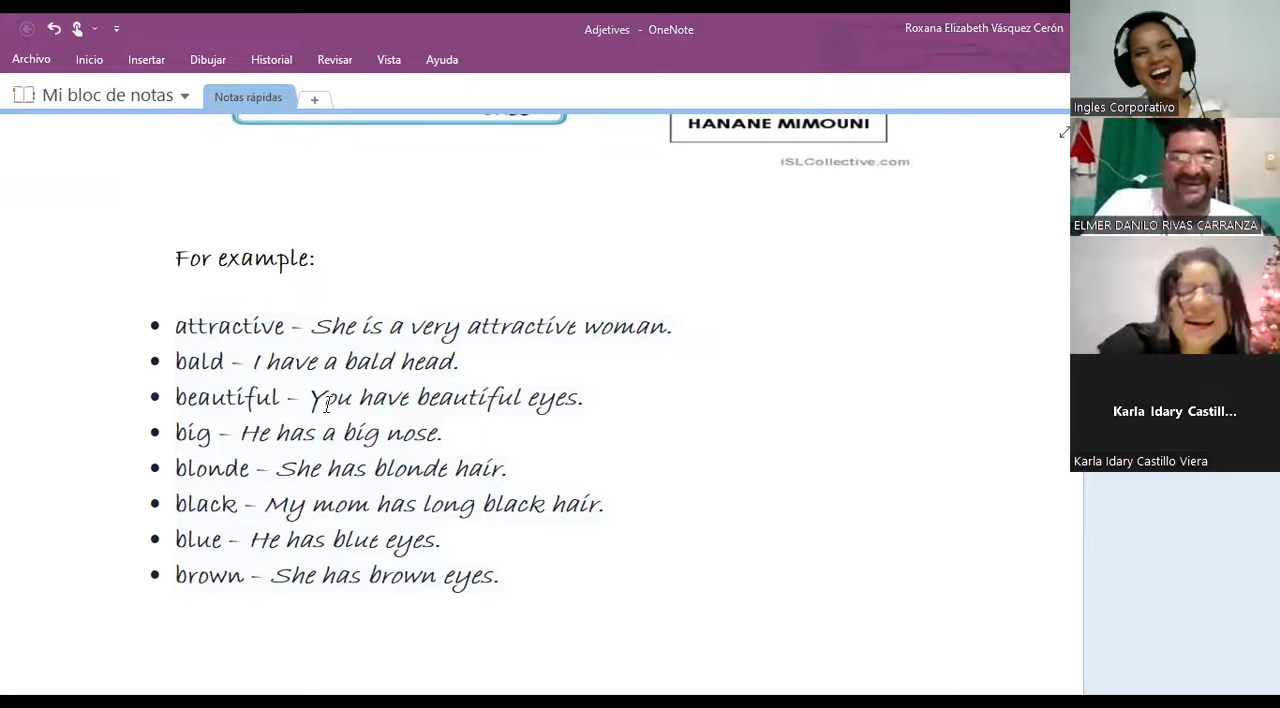 Adjetives - OneNote
Roxana Elizabeth Vásquez Cerón
Archivo Inicio Insertar Dibujar Historial Revisar Vista Ayuda
Mi bloc de notas
Notas rápidas
+
HANANE MIMOUNI
iSLCollective.com
For example:
• attractive – She is a very attractive woman.
• bald – I have a bald head.
• beautiful – You have beautiful eyes.
• big – He has a big nose.
• blonde – She has blonde hair.
• black – My mom has long black hair.
• blue – He has blue eyes.
• brown – She has brown eyes.
Ingles Corporativo
ELMER DANILO RIVAS CARRANZA
Karla Idary Castill...
Karla Idary Castillo Viera